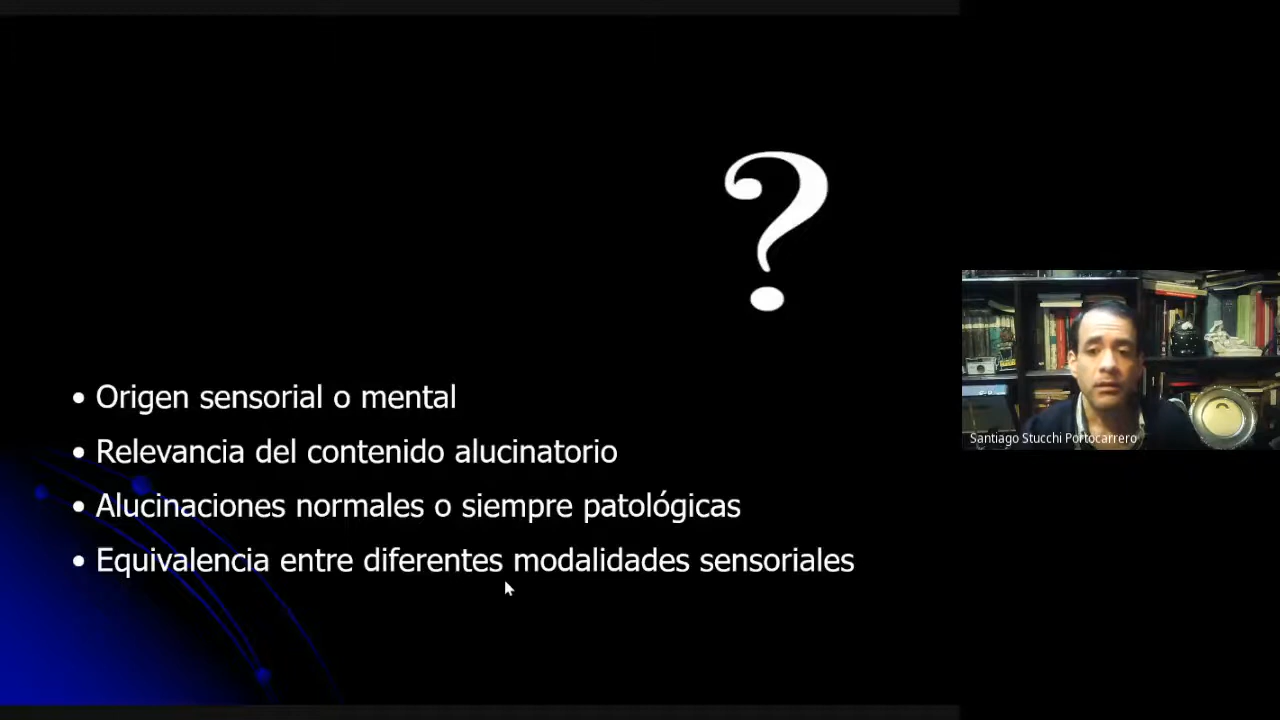 ?
• Origen sensorial o mental
• Relevancia del contenido alucinatorio
• Alucinaciones normales o siempre patológicas
• Equivalencia entre diferentes modalidades sensoriales
Santiago Stucchi Portocarrero